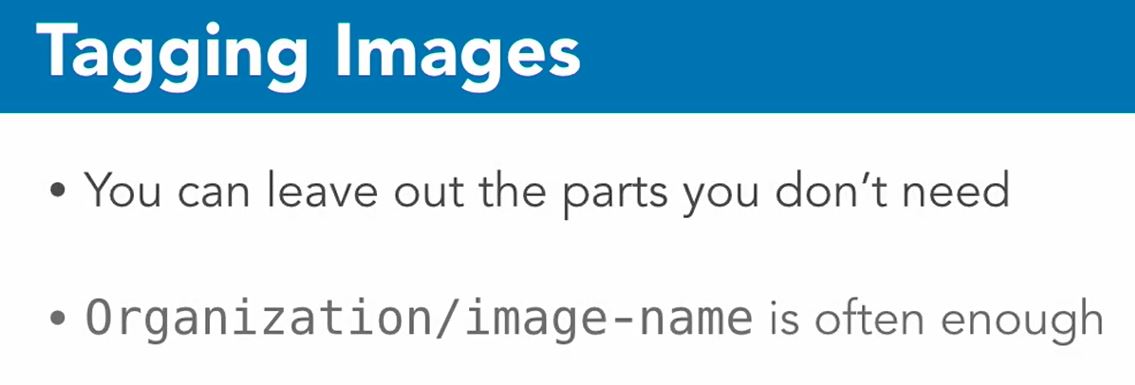 Tagging Images
• You can leave out the parts you don’t need
• Organization/image-name is often enough